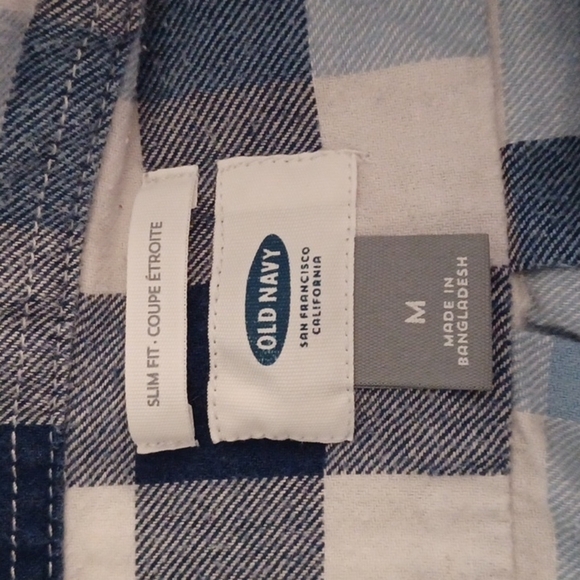 SLIM FIT · COUPE ÉTROITE
OLD NAVY
SAN FRANCISCO
CALIFORNIA
M
MADE IN
BANGLADESH